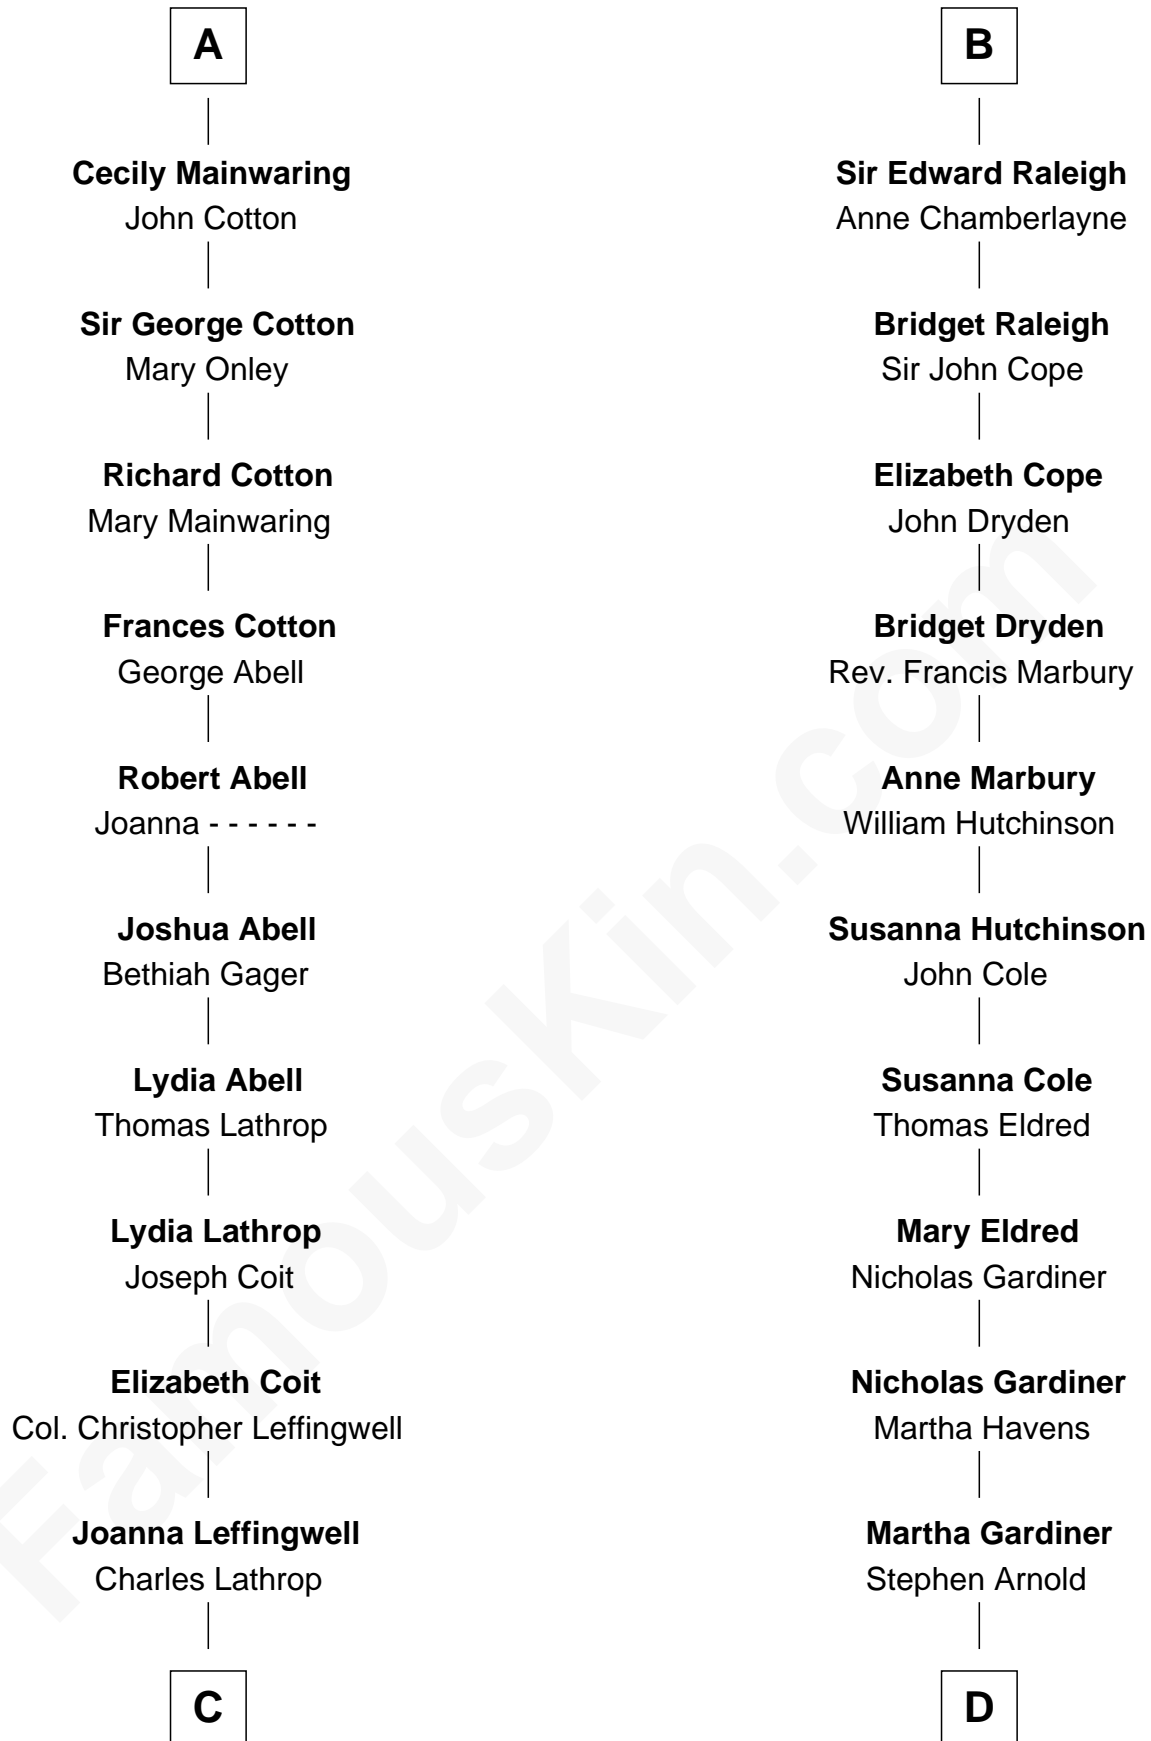 A
Cecily Mainwaring
John Cotton
Sir George Cotton
Mary Onley
Richard Cotton
Mary Mainwaring
Frances Cotton
George Abell
Robert Abell
Joanna - - - - - -
Joshua Abell
Bethiah Gager
Lydia Abell
Thomas Lathrop
Lydia Lathrop
Joseph Coit
Elizabeth Coit
Col. Christopher Leffingwell
Joanna Leffingwell
Charles Lathrop
C
B
Sir Edward Raleigh
Anne Chamberlayne
Bridget Raleigh
Sir John Cope
Elizabeth Cope
John Dryden
Bridget Dryden
Rev. Francis Marbury
Anne Marbury
William Hutchinson
Susanna Hutchinson
John Cole
Susanna Cole
Thomas Eldred
Mary Eldred
Nicholas Gardiner
Nicholas Gardiner
Martha Havens
Martha Gardiner
Stephen Arnold
D
FamousKin.com